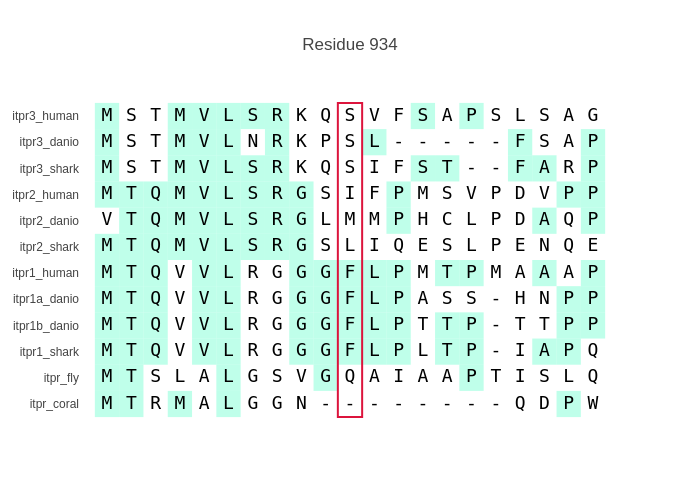 Residue 934
itpr3_human M S T M V L S R K Q S V F S A P S L S A G
itpr3_danio M S T M V L N R K P S L - - - - - F S A P
itpr3_shark M S T M V L S R K Q S I F S T - - F A R P
itpr2_human M T Q M V L S R G S I F P M S V P D V P P
itpr2_danio V T Q M V L S R G L M M P H C L P D A Q P
itpr2_shark M T Q M V L S R G S L I Q E S L P E N Q E
itpr1_human M T Q V V L R G G G F L P M T P M A A A P
itpr1a_danio M T Q V V L R G G G F L P A S S - H N P P
itpr1b_danio M T Q V V L R G G G F L P T T P - T T P P
itpr1_shark M T Q V V L R G G G F L P L T P - I A P Q
itpr_fly M T S L A L G S V G Q A I A A P T I S L Q
itpr_coral M T R M A L G G N - - - - - - - - Q D P W